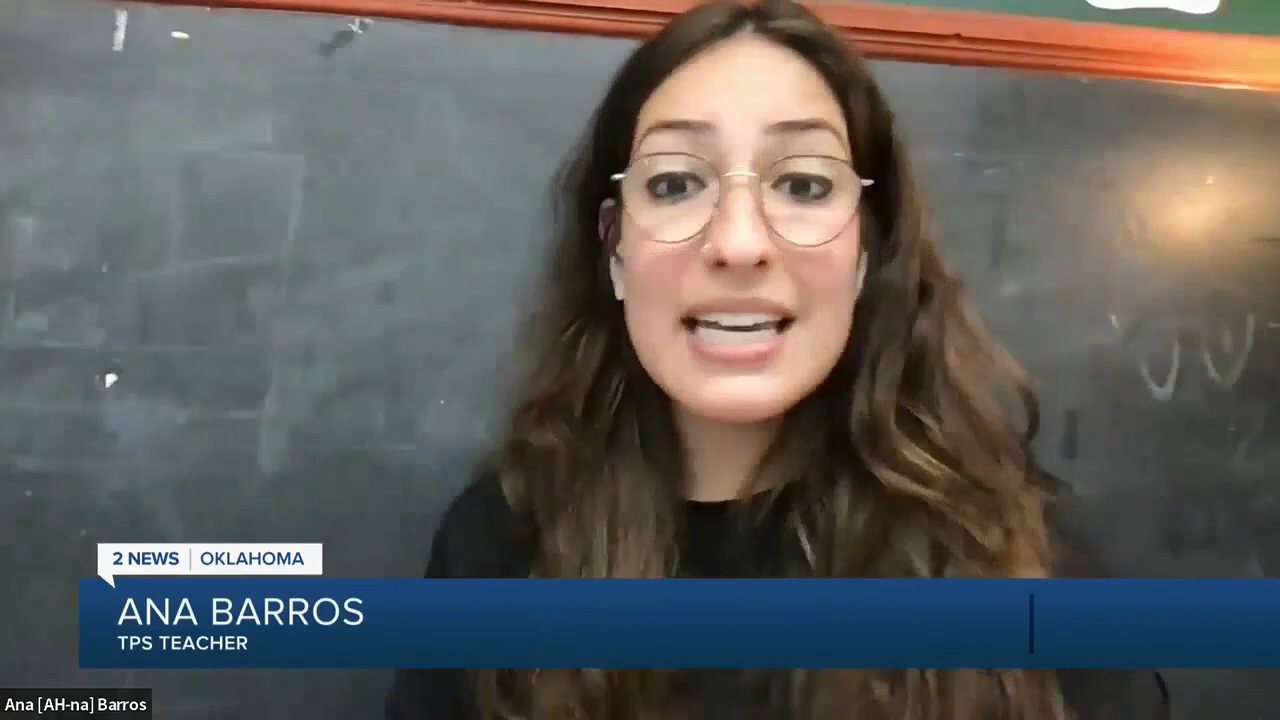 2 NEWS | OKLAHOMA
ANA BARROS
TPS TEACHER
Ana [AH-na] Barros